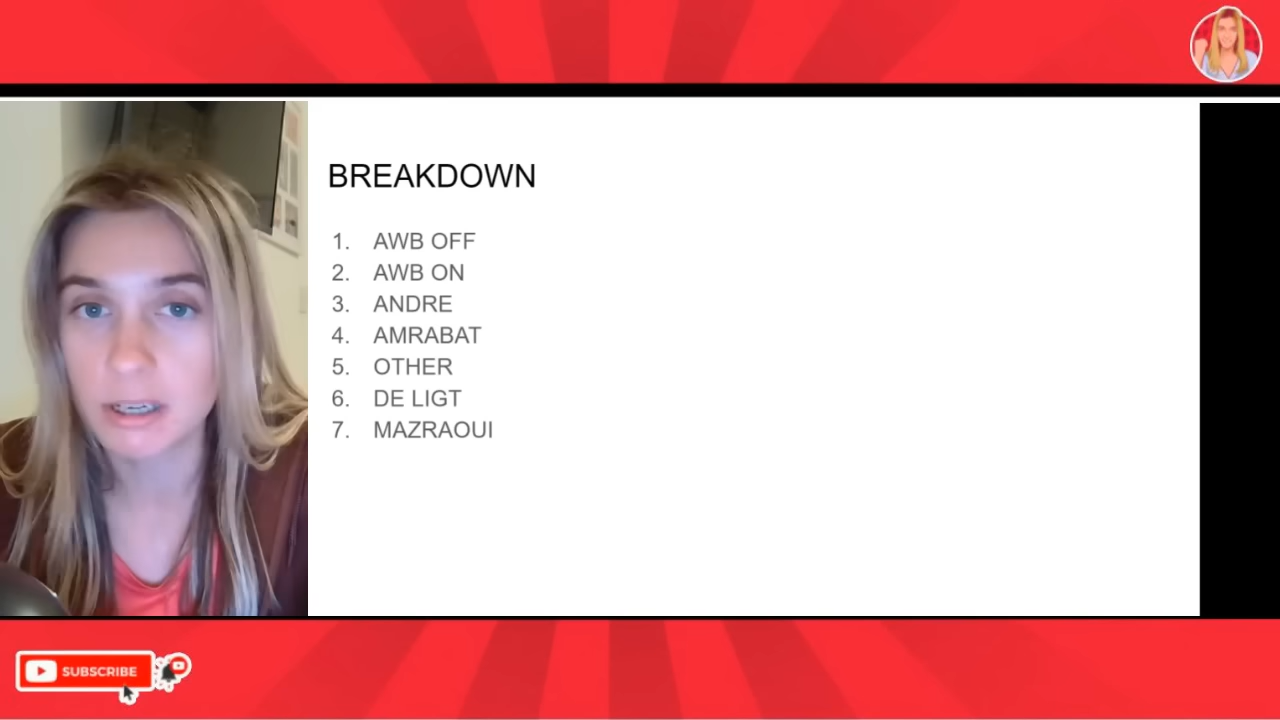 BREAKDOWN
1. AWB OFF
2. AWB ON
3. ANDRE
4. AMRABAT
5. OTHER
6. DE LIGT
7. MAZRAOUI
SUBSCRIBE